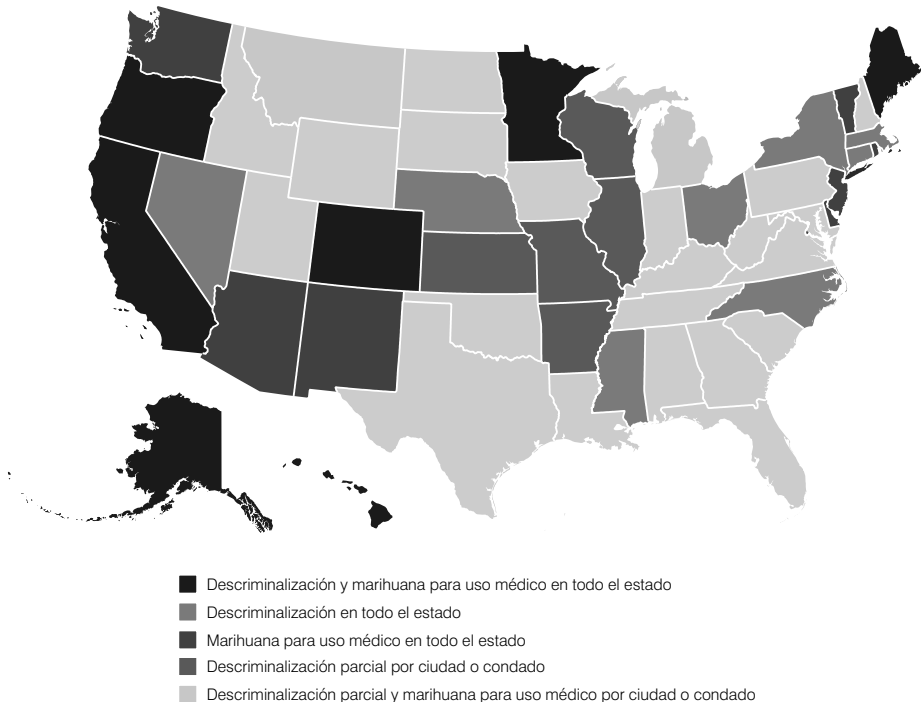 Descriminalización y marihuana para uso médico en todo el estado
Descriminalización en todo el estado
Marihuana para uso médico en todo el estado
Descriminalización parcial por ciudad o condado
Descriminalización parcial y marihuana para uso médico por ciudad o condado